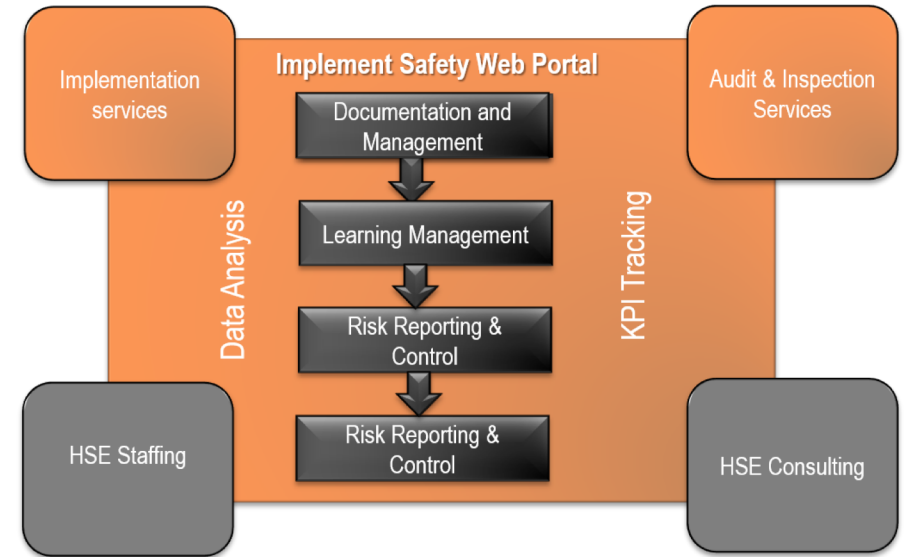 Implementation
services
Implement Safety Web Portal
Audit & Inspection
Services
Documentation and
Management
Learning Management
Data Analysis
KPI Tracking
Risk Reporting &
Control
Risk Reporting &
Control
HSE Staffing
HSE Consulting